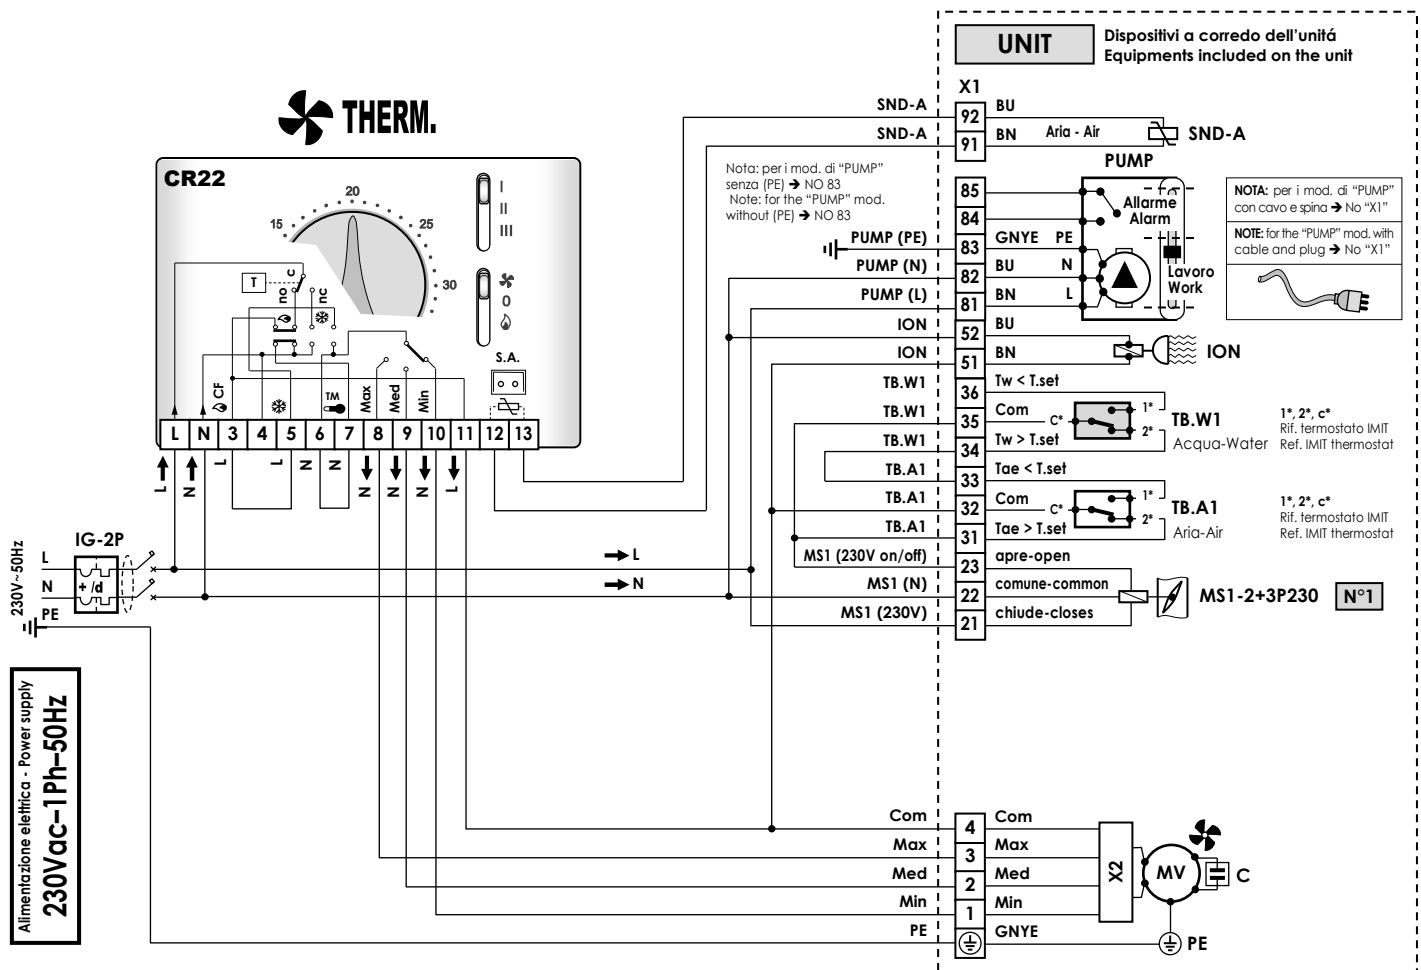 UNIT
Dispositivi a corredo dell'unitá
Equipments included on the unit
THERM.
CR22
15
20
25
30
I
II
III
0
S.A.
T
c
no
nc
CF
TM
Max
Med
Min
L N 3 4 5 6 7 8 9 10 11 12 13
L
N
L
L
N
N
N
N
N
L
IG-2P
230V~50Hz
L
N
PE
+/d
L
N
Alimentazione elettrica - Power supply
230Vac–1Ph–50Hz
Nota: per i mod. di "PUMP"
senza (PE) ➔ NO 83
Note: for the "PUMP" mod.
without (PE) ➔ NO 83
X1
SND-A 92 BU
SND-A 91 BN Aria - Air
SND-A
PUMP
85
84
Allarme
Alarm
PUMP (PE) 83 GNYE PE
PUMP (N) 82 BU N
PUMP (L) 81 BN L
Lavoro
Work
NOTA: per i mod. di "PUMP"
con cavo e spina ➔ No "X1"
NOTE: for the "PUMP" mod. with
cable and plug ➔ No "X1"
ION 52 BU
ION 51 BN
ION
TB.W1 36 Tw < T.set
TB.W1 35 Com C* 1* 2*
TB.W1 34 Tw > T.set
TB.W1
Acqua-Water
1*, 2*, c*
Rif. termostato IMIT
Ref. IMIT thermostat
TB.A1 33 Tae < T.set
TB.A1 32 Com C* 1* 2*
TB.A1 31 Tae > T.set
TB.A1
Aria-Air
1*, 2*, c*
Rif. termostato IMIT
Ref. IMIT thermostat
MS1 (230V on/off) 23 apre-open
MS1 (N) 22 comune-common
MS1 (230V) 21 chiude-closes
MS1-2+3P230 N°1
Com 4 Com
Max 3 Max
Med 2 Med
Min 1 Min
PE GNYE
X2
MV
C
PE